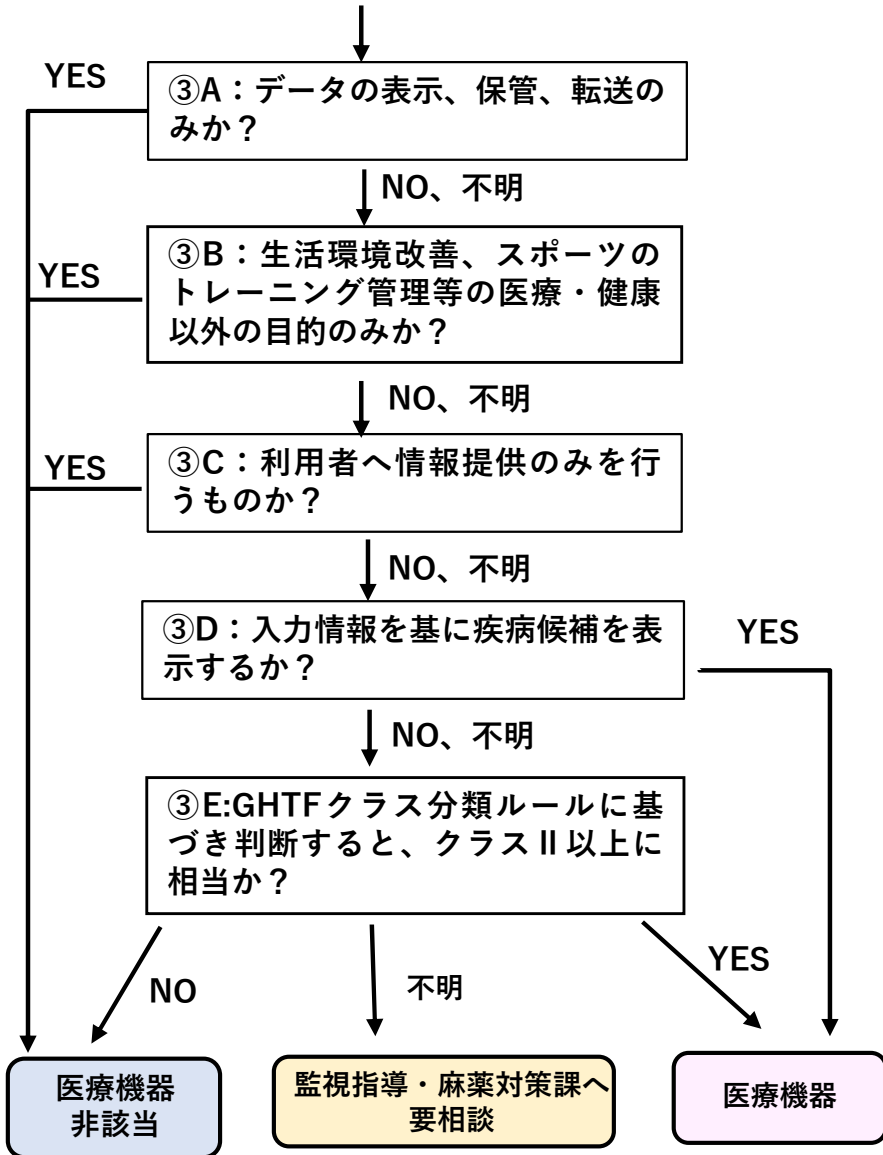 YES
③A：データの表示、保管、転送の
みか？
NO、不明
YES
③B：生活環境改善、スポーツの
トレーニング管理等の医療・健康
以外の目的のみか？
NO、不明
YES
③C：利用者へ情報提供のみを行
うものか？
NO、不明
③D：入力情報を基に疾病候補を表
示するか？
YES
NO、不明
③E:GHTFクラス分類ルールに基
づき判断すると、クラスⅡ以上に
相当か？
NO
不明
YES
医療機器
非該当
監視指導・麻薬対策課へ
要相談
医療機器